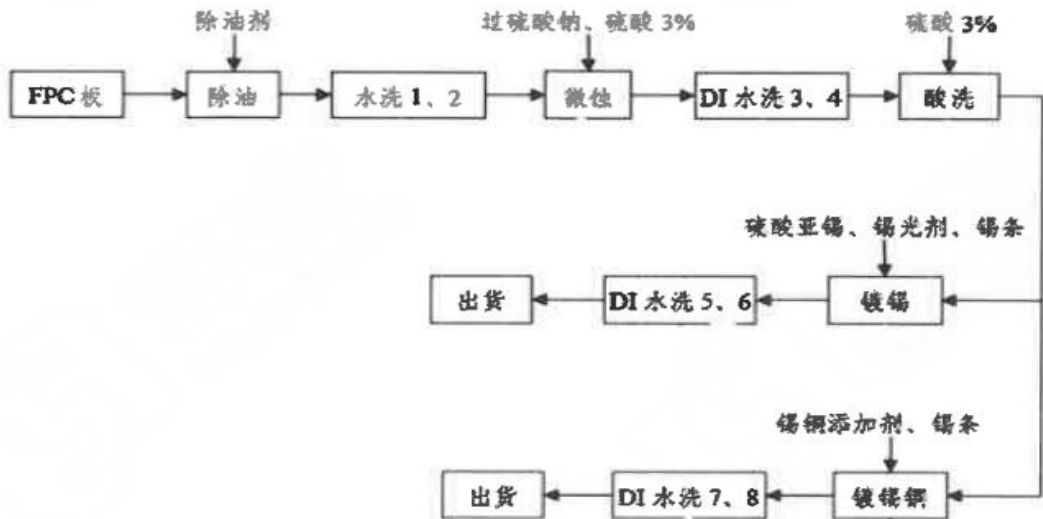 除油剂
过硫酸钠、硫酸 3%
硫酸 3%
FPC 板
除油
水洗 1、2
微蚀
DI 水洗 3、4
酸洗
硫酸亚锡、锡光剂、锡条
出货
DI 水洗 5、6
镀锡
锡铜添加剂、锡条
出货
DI 水洗 7、8
镀锡铜